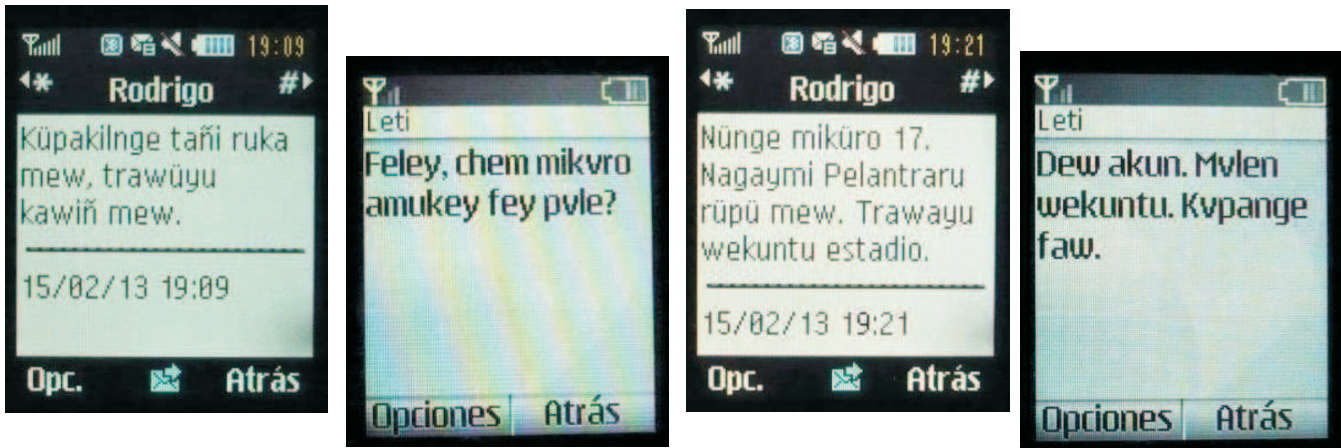 19:09
Rodrigo #
Küpakilnge tañi ruka
mew, trawüyu
kawiñ mew.
15/02/13 19:09
Opc. Atrás
Leti
Feley, chem mikvro
amukey fey pvle?
Opciones Atrás
19:21
Rodrigo #
Nünge miküro 17.
Nagaymi Pelantraru
rüpü mew. Trawayu
wekuntu estadio.
15/02/13 19:21
Opc. Atrás
Leti
Dew akun. Mvlen
wekuntu. Kvpange
faw.
Opciones Atrás